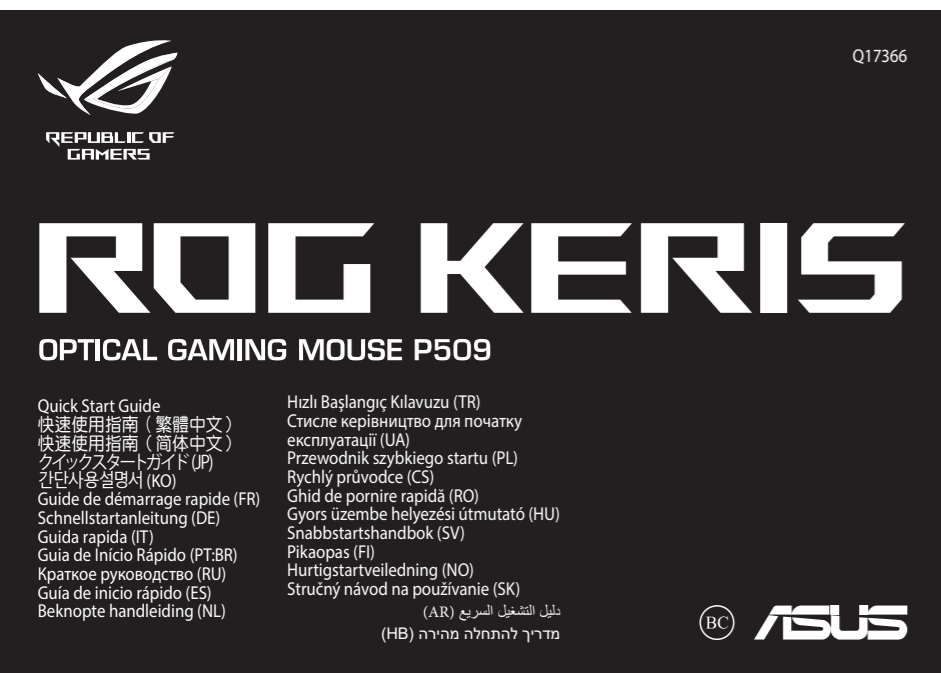 Q17366
REPUBLIC OF
GAMERS
ROG KERIS
OPTICAL GAMING MOUSE P509
Quick Start Guide
快速使用指南（繁體中文）
快速使用指南（简体中文）
クイックスタートガイド(JP)
간단사용설명서 (KO)
Guide de démarrage rapide (FR)
Schnellstartanleitung (DE)
Guida rapida (IT)
Guia de Início Rápido (PT:BR)
Краткое руководство (RU)
Guía de inicio rápido (ES)
Beknopte handleiding (NL)
Hızlı Başlangıç Kılavuzu (TR)
Стисле керівництво для початку
експлуатації (UA)
Przewodnik szybkiego startu (PL)
Rychlý průvodce (CS)
Ghid de pornire rapidă (RO)
Gyors üzembe helyezési útmutató (HU)
Snabbstartshandbok (SV)
Pikaopas (FI)
Hurtigstartveiledning (NO)
Stručný návod na používanie (SK)
دليل التشغيل السريع (AR)
מדריך להתחלה מהירה (HB)
BC
ASUS